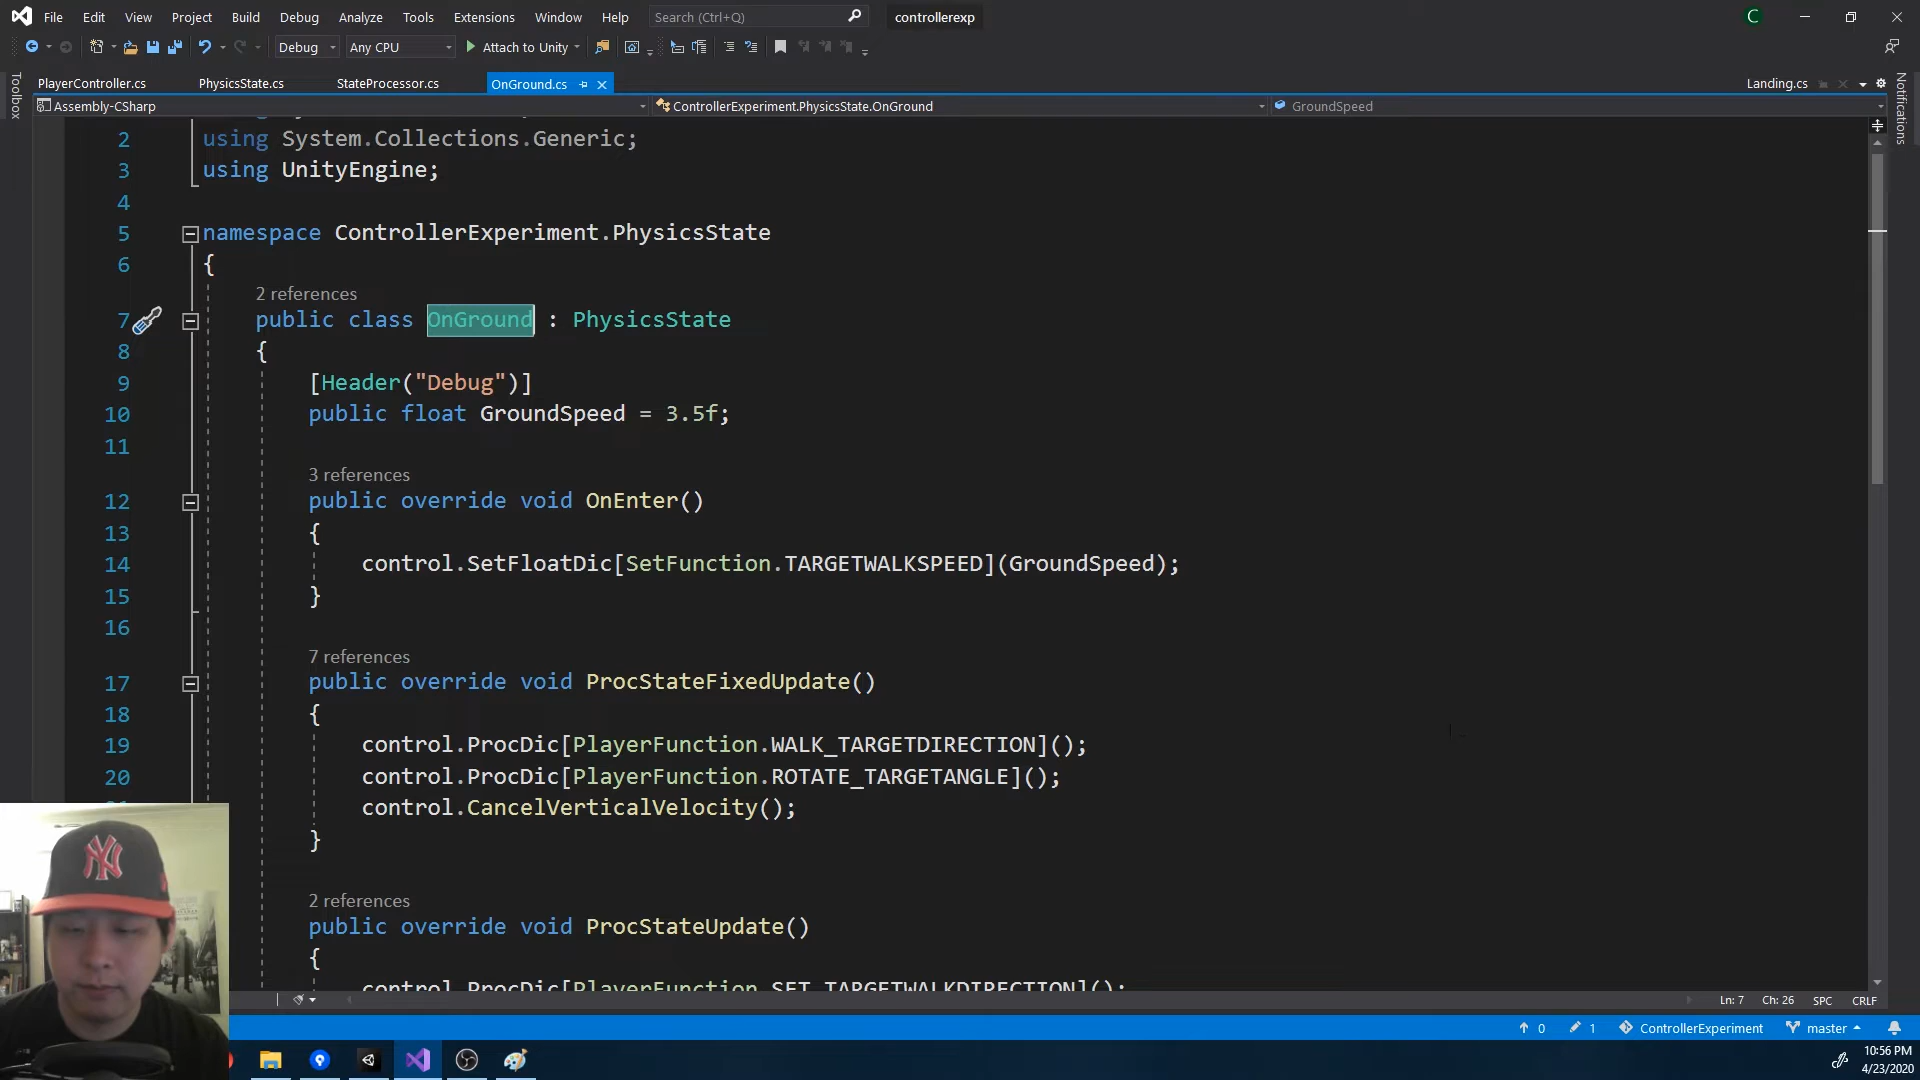 File Edit View Project Build Debug Analyze Tools Extensions Window Help Search (Ctrl+Q) controllerexp C
Debug Any CPU Attach to Unity
Toolbox
PlayerController.cs PhysicsState.cs StateProcessor.cs OnGround.cs Landing.cs
Notifications
Assembly-CSharp ControllerExperiment.PhysicsState.OnGround GroundSpeed
2 using System.Collections.Generic;
3 using UnityEngine;
4
5 namespace ControllerExperiment.PhysicsState
6 {
2 references
7 public class OnGround : PhysicsState
8 {
9 [Header("Debug")]
10 public float GroundSpeed = 3.5f;
11
3 references
12 public override void OnEnter()
13 {
14 control.SetFloatDic[SetFunction.TARGETWALKSPEED](GroundSpeed);
15 }
16
7 references
17 public override void ProcStateFixedUpdate()
18 {
19 control.ProcDic[PlayerFunction.WALK_TARGETDIRECTION]();
20 control.ProcDic[PlayerFunction.ROTATE_TARGETANGLE]();
control.CancelVerticalVelocity();
}
2 references
public override void ProcStateUpdate()
{
control.ProcDic[PlayerFunction.SET_TARGETWALKDIRECTION]();
Ln: 7 Ch: 26 SPC CRLF
0 1 ControllerExperiment master
10:56 PM
4/23/2020